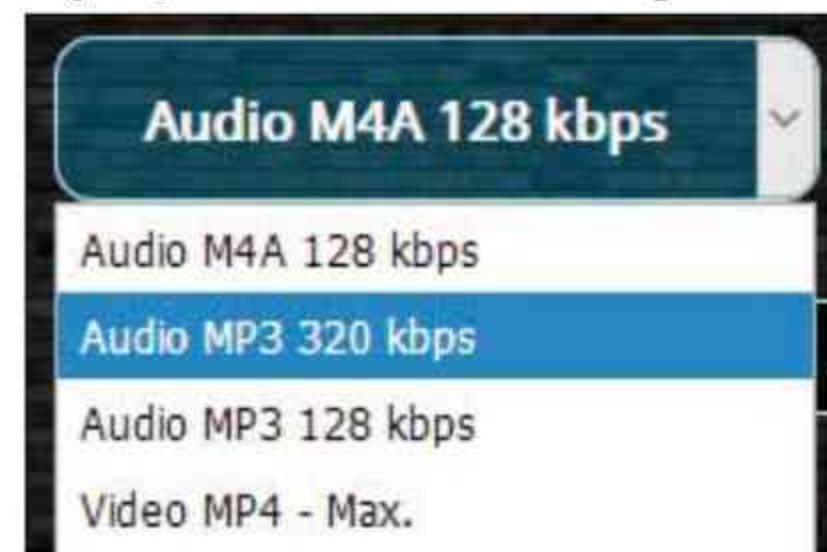 Audio M4A 128 kbps
Audio M4A 128 kbps
Audio MP3 320 kbps
Audio MP3 128 kbps
Video MP4 - Max.